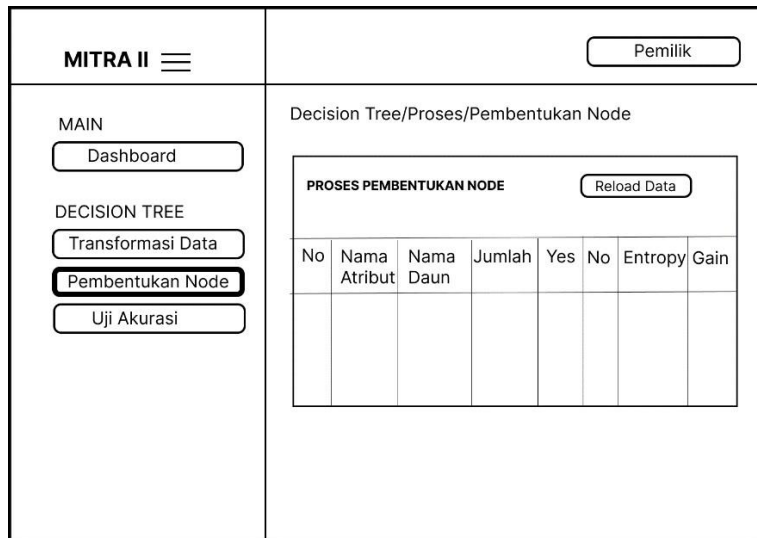 MITRA II
Pemilik
MAIN
Dashboard
DECISION TREE
Transformasi Data
Pembentukan Node
Uji Akurasi
Decision Tree/Proses/Pembentukan Node
PROSES PEMBENTUKAN NODE
Reload Data
No Nama Atribut Nama Daun Jumlah Yes No Entropy Gain